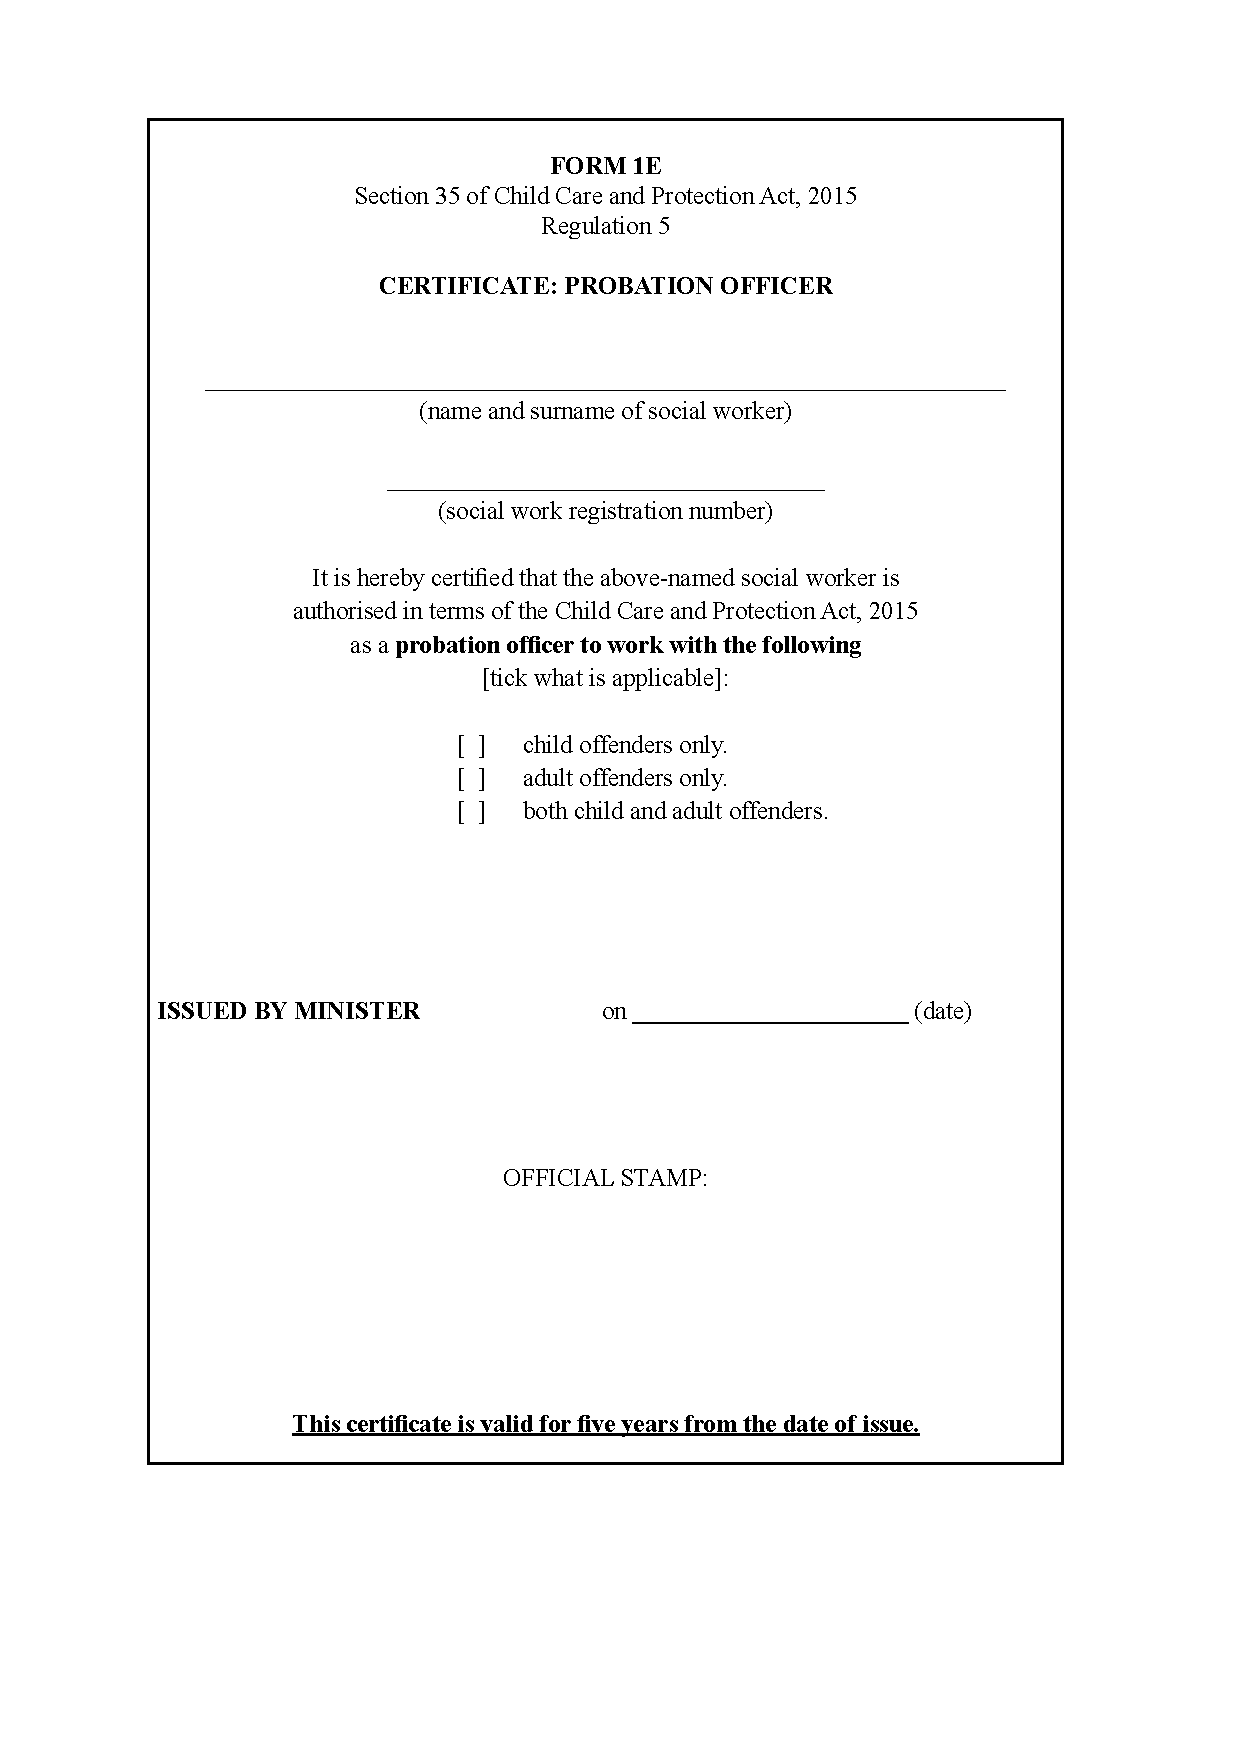 FORM 1E
Section 35 of Child Care and Protection Act, 2015
Regulation 5
CERTIFICATE: PROBATION OFFICER
(name and surname of social worker)
(social work registration number)
It is hereby certified that the above-named social worker is
authorised in terms of the Child Care and Protection Act, 2015
as a probation officer to work with the following
[tick what is applicable]:
[ ] child offenders only.
[ ] adult offenders only.
[ ] both child and adult offenders.
ISSUED BY MINISTER on ______________________ (date)
OFFICIAL STAMP:
This certificate is valid for five years from the date of issue.